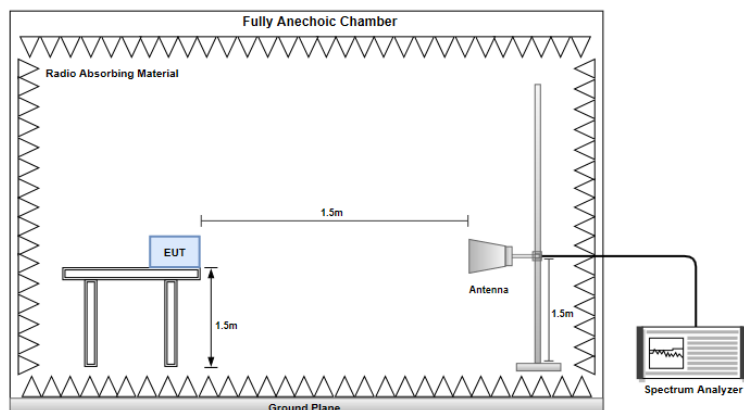 Fully Anechoic Chamber
Radio Absorbing Material
1.5m
EUT
Antenna
1.5m
1.5m
Spectrum Analyzer
Ground Plane